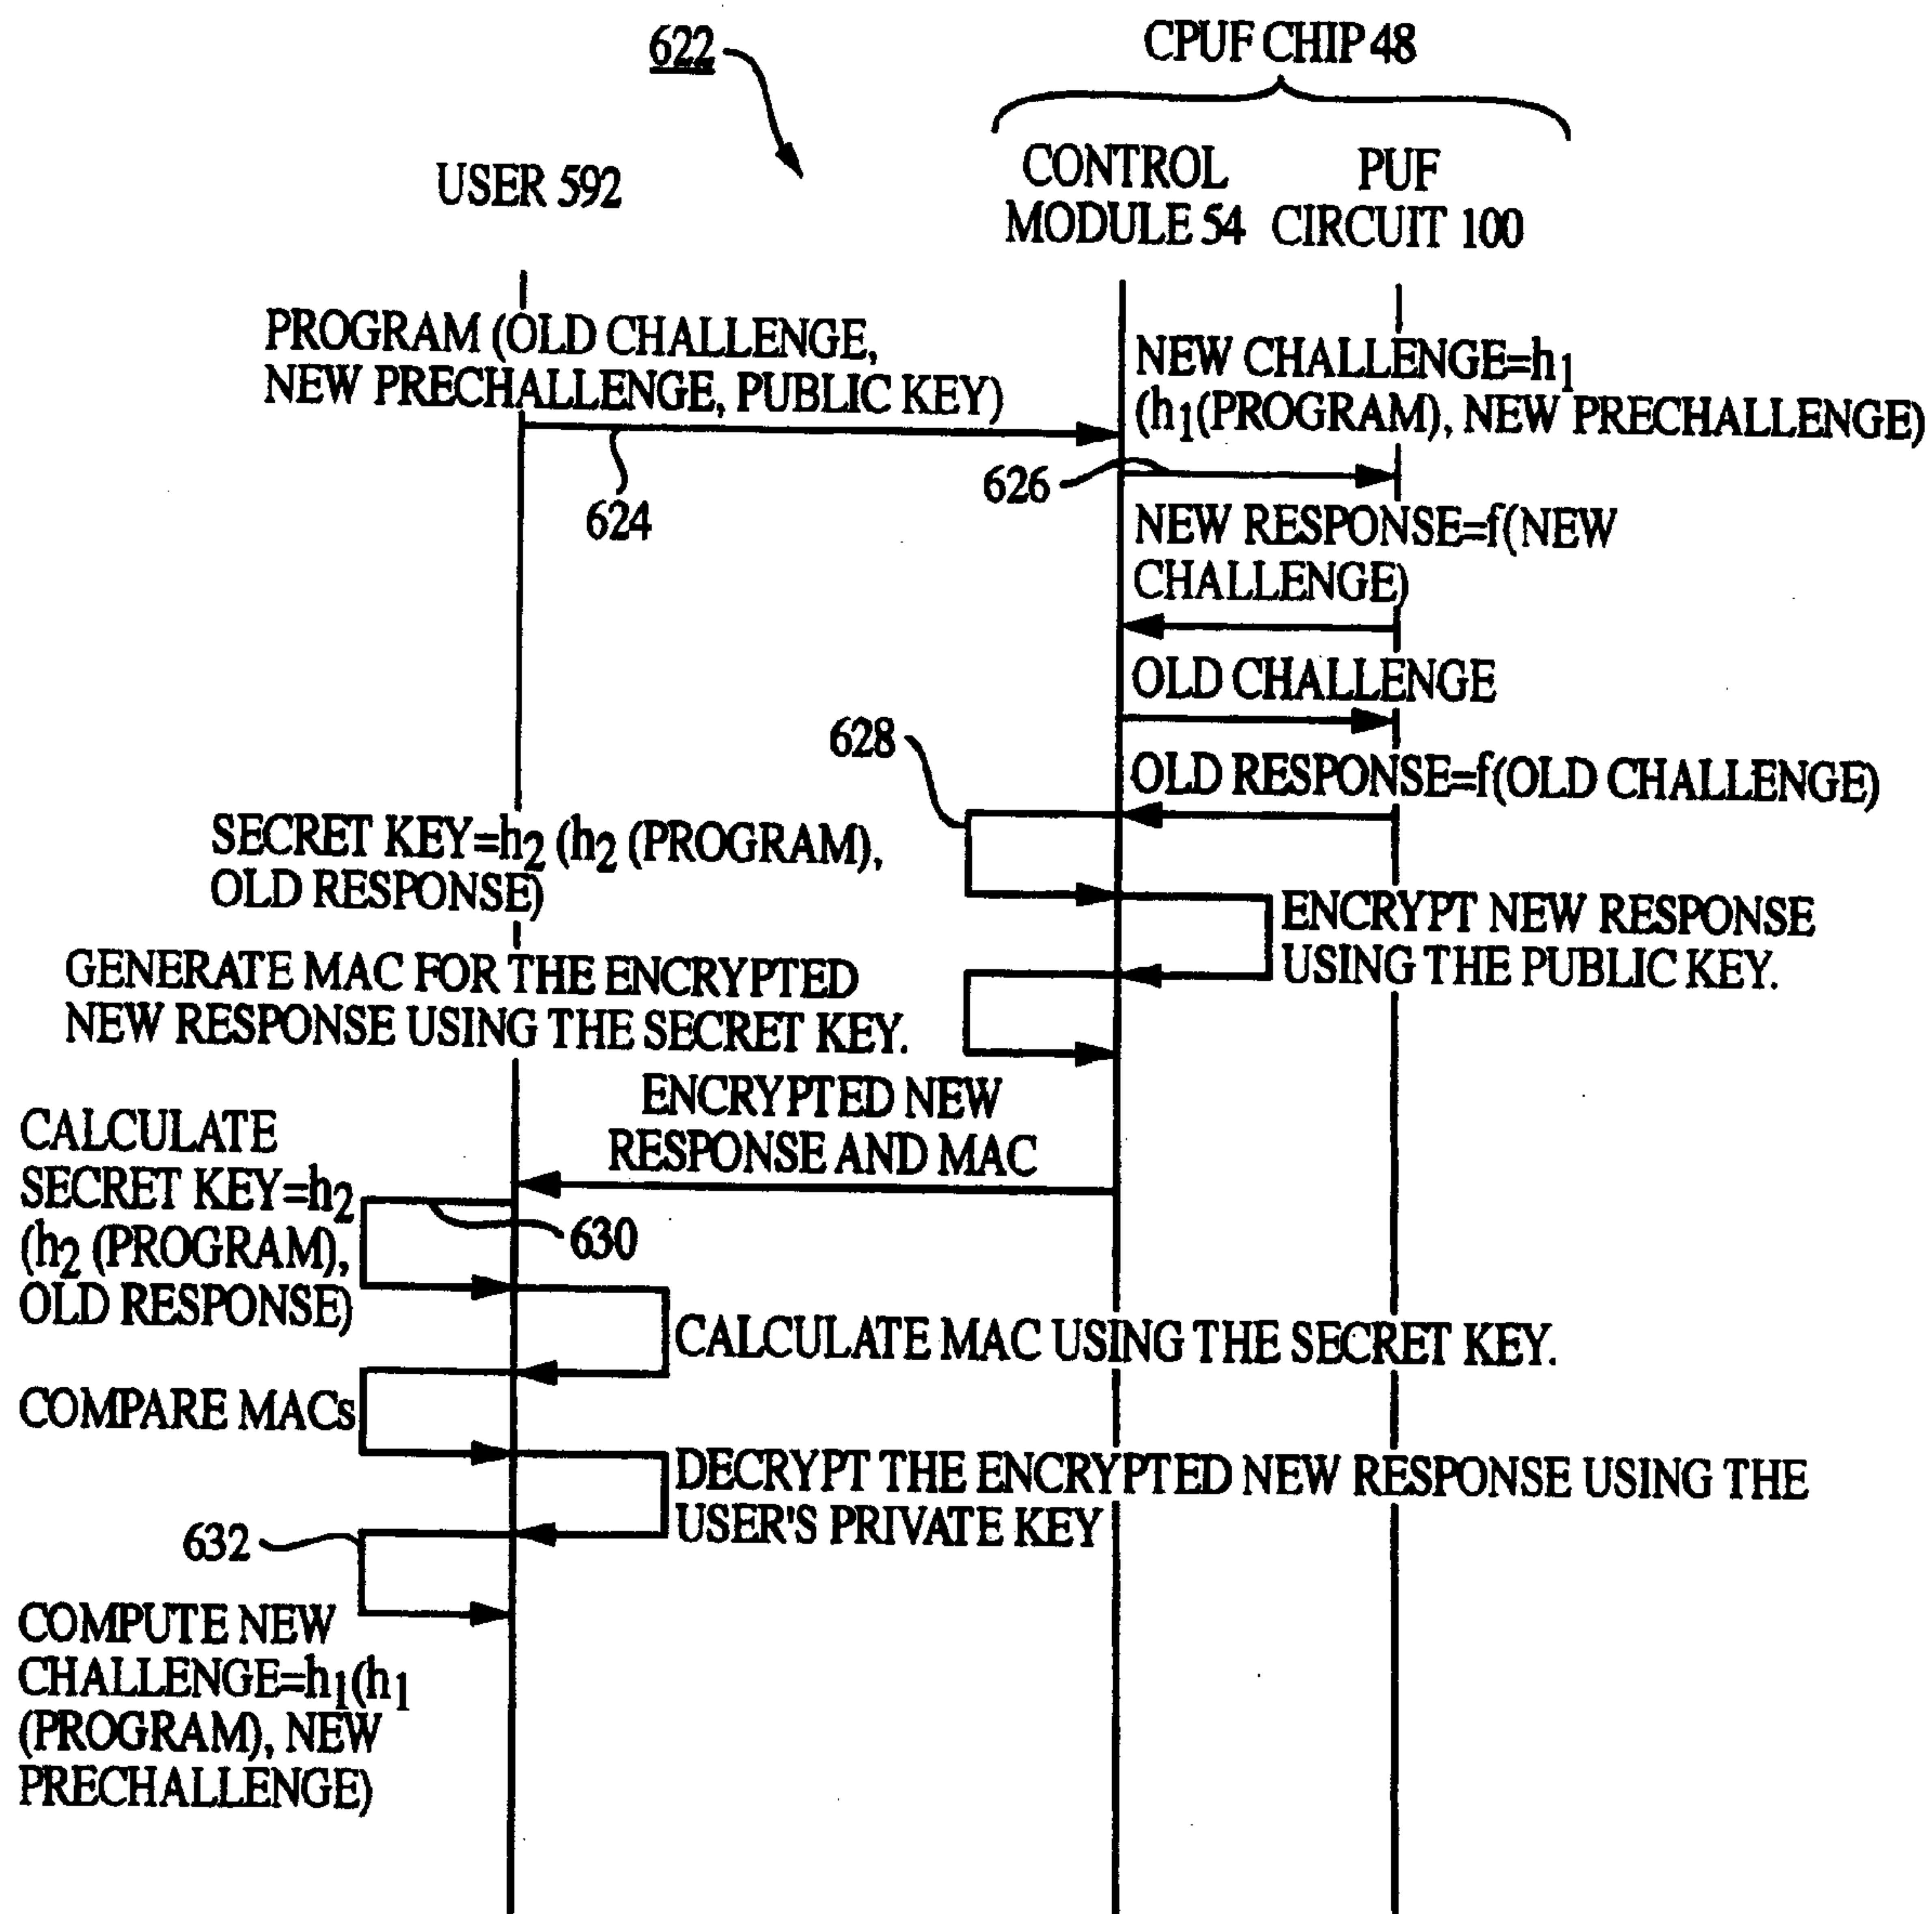 622
CPUF CHIP 48
USER 592
CONTROL
MODULE 54
PUF
CIRCUIT 100
PROGRAM (OLD CHALLENGE,
NEW PRECHALLENGE, PUBLIC KEY)
624
NEW CHALLENGE=h1
(h1(PROGRAM), NEW PRECHALLENGE)
626
NEW RESPONSE=f(NEW
CHALLENGE)
OLD CHALLENGE
628
OLD RESPONSE=f(OLD CHALLENGE)
SECRET KEY=h2 (h2 (PROGRAM),
OLD RESPONSE)
ENCRYPT NEW RESPONSE
USING THE PUBLIC KEY.
GENERATE MAC FOR THE ENCRYPTED
NEW RESPONSE USING THE SECRET KEY.
ENCRYPTED NEW
RESPONSE AND MAC
CALCULATE
SECRET KEY=h2
(h2 (PROGRAM),
OLD RESPONSE)
630
CALCULATE MAC USING THE SECRET KEY.
COMPARE MACs
DECRYPT THE ENCRYPTED NEW RESPONSE USING THE
USER'S PRIVATE KEY
632
COMPUTE NEW
CHALLENGE=h1(h1
(PROGRAM), NEW
PRECHALLENGE)